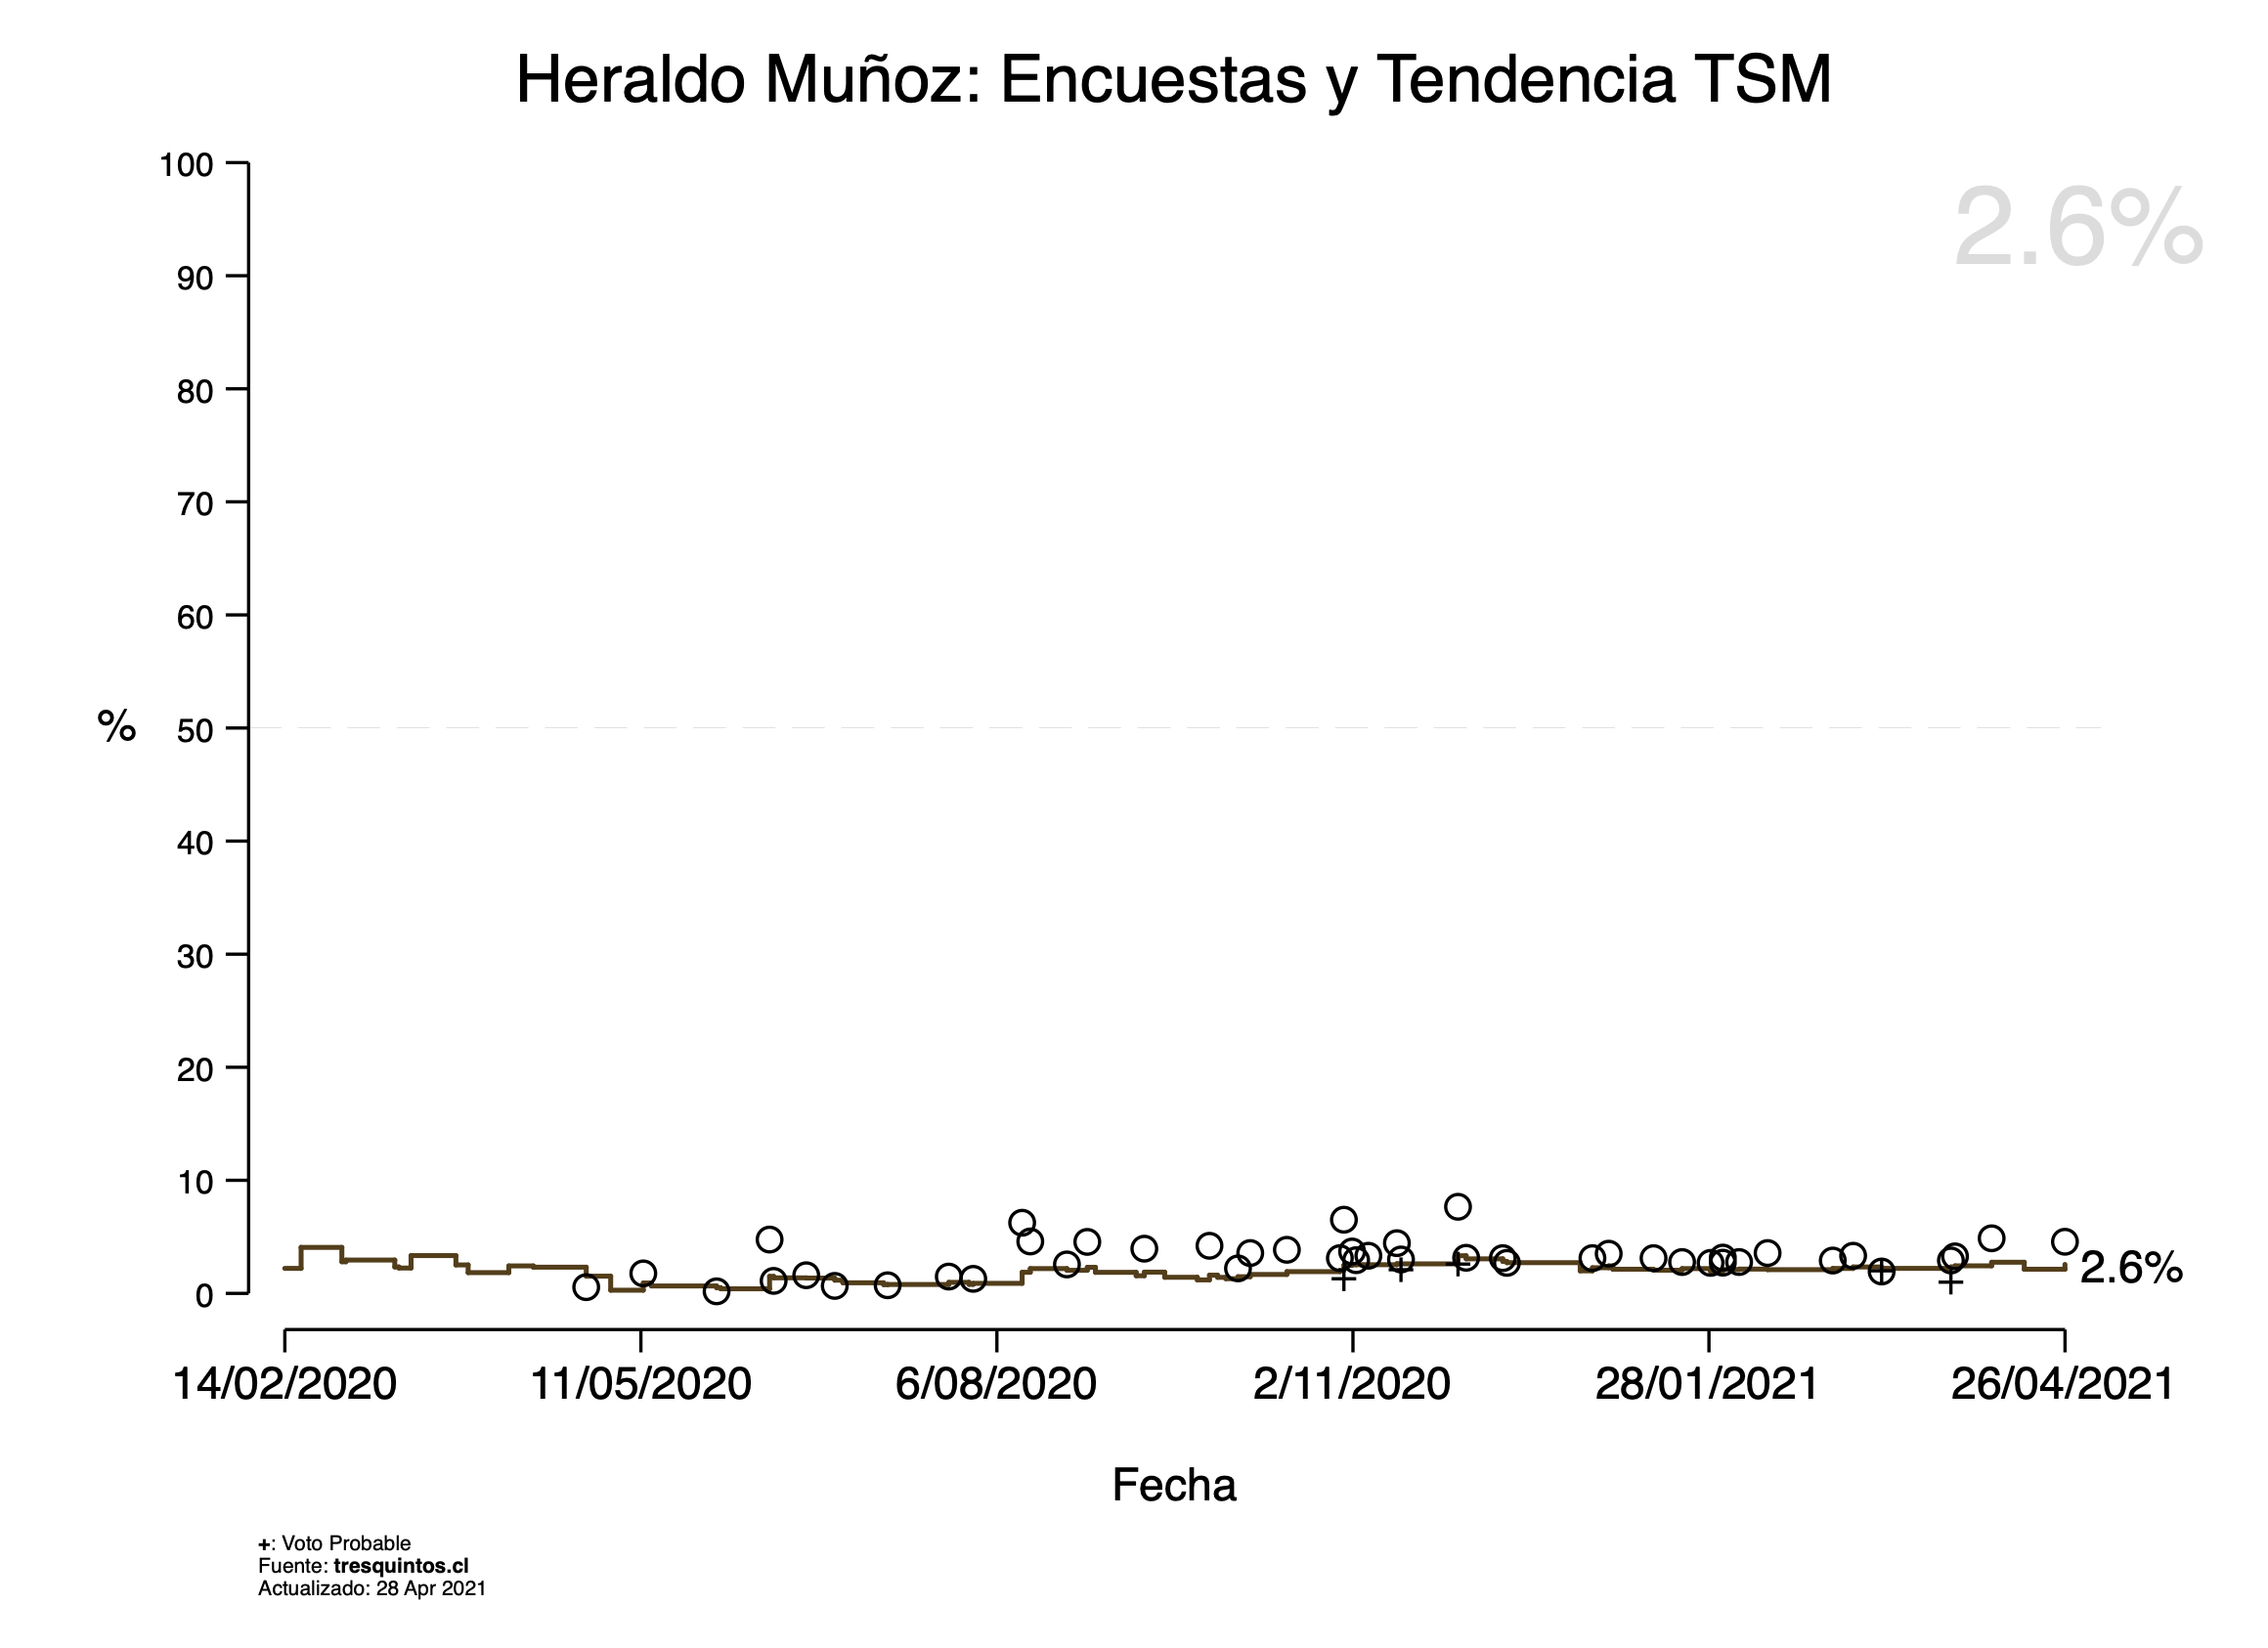 Heraldo Muñoz: Encuestas y Tendencia TSM
2.6%
100
90
80
70
60
50
40
30
20
10
0
%
2.6%
14/02/2020 11/05/2020 6/08/2020 2/11/2020 28/01/2021 26/04/2021
Fecha
+: Voto Probable
Fuente: tresquintos.cl
Actualizado: 28 Apr 2021